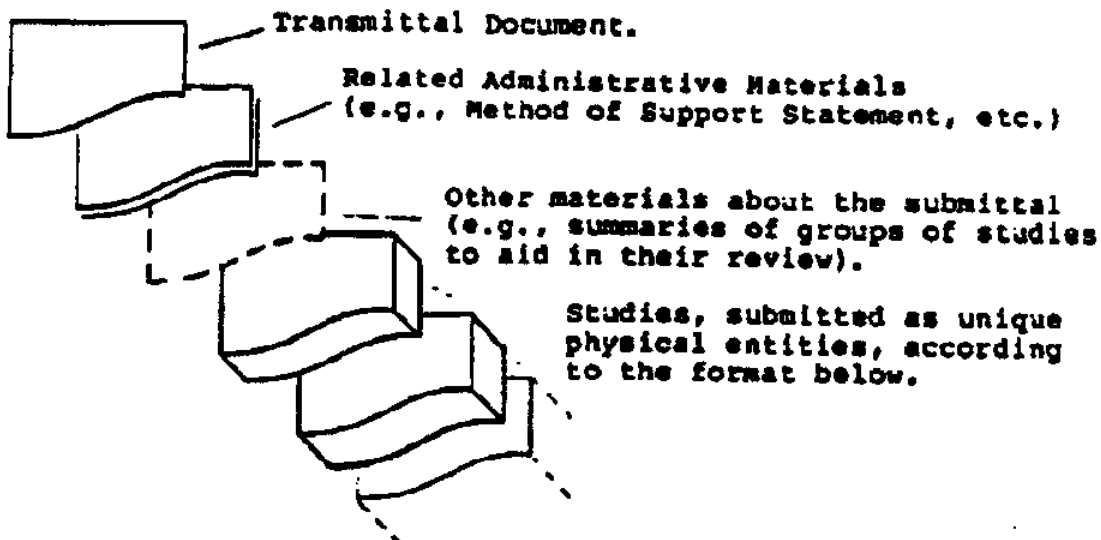 Transmittal Document.
Related Administrative Materials
(e.g., Method of Support Statement, etc.)
Other materials about the submittal
(e.g., summaries of groups of studies
to aid in their review).
Studies, submitted as unique
physical entities, according
to the format below.